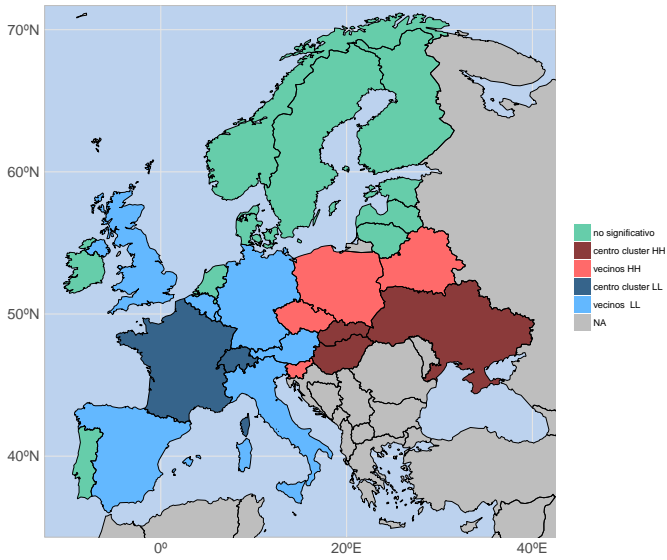 70ºN
60ºN
50ºN
40ºN
0º
20ºE
40ºE
no significativo
centro cluster HH
vecinos HH
centro cluster LL
vecinos  LL
NA